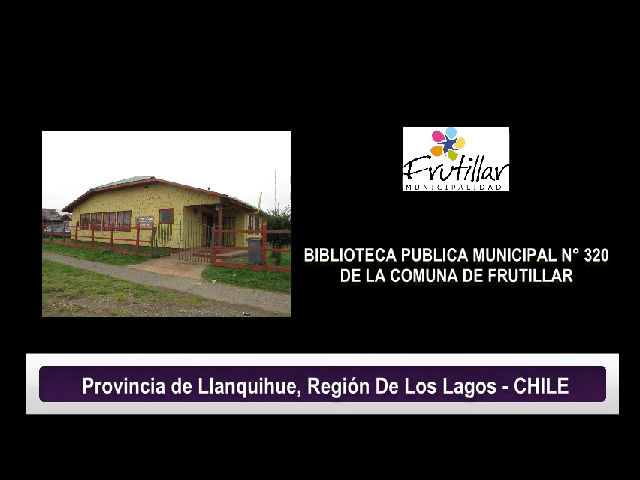 Frutillar
MUNICIPALIDAD
BIBLIOTECA PUBLICA MUNICIPAL N° 320
DE LA COMUNA DE FRUTILLAR
Provincia de Llanquihue, Región De Los Lagos - CHILE